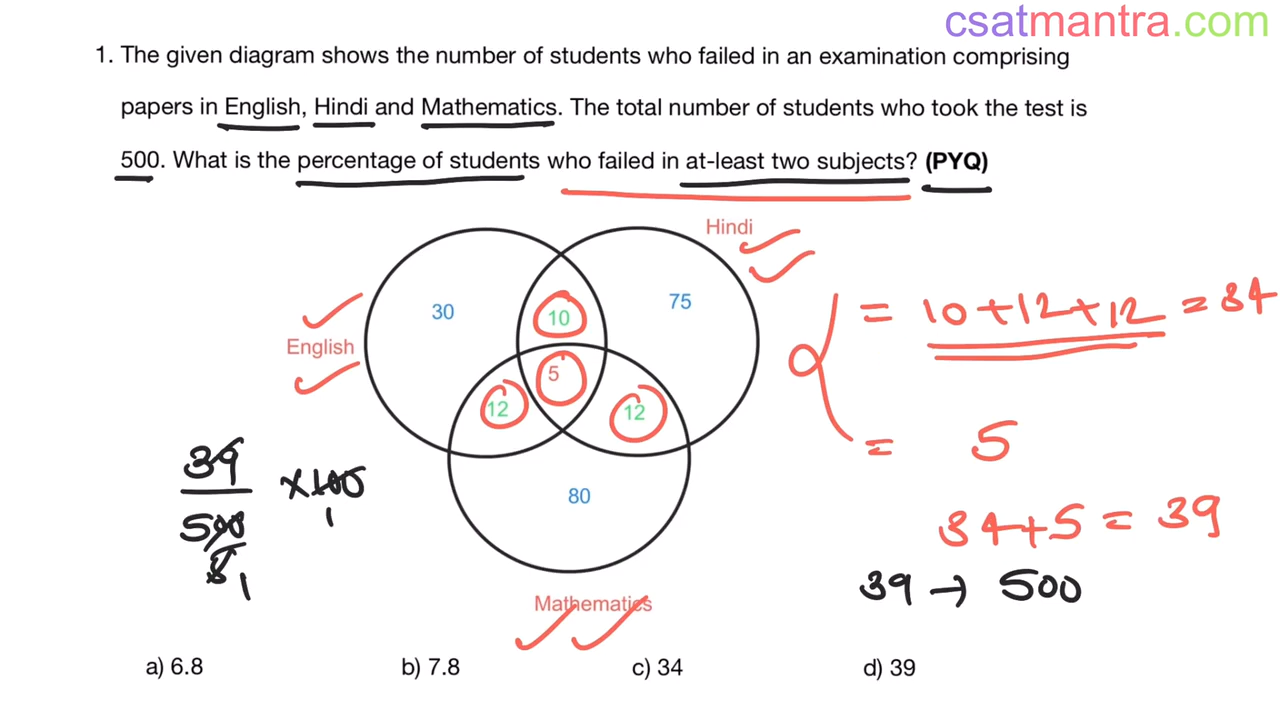 csatmantra.com
1. The given diagram shows the number of students who failed in an examination comprising
papers in English, Hindi and Mathematics. The total number of students who took the test is
500. What is the percentage of students who failed in at-least two subjects? (PYQ)
Hindi
30
10
75
= 10+12+12 = 34
English
5
12
12
= 5
39
500
×100
1
5
1
80
34+5 = 39
39 → 500
Mathematics
a) 6.8
b) 7.8
c) 34
d) 39